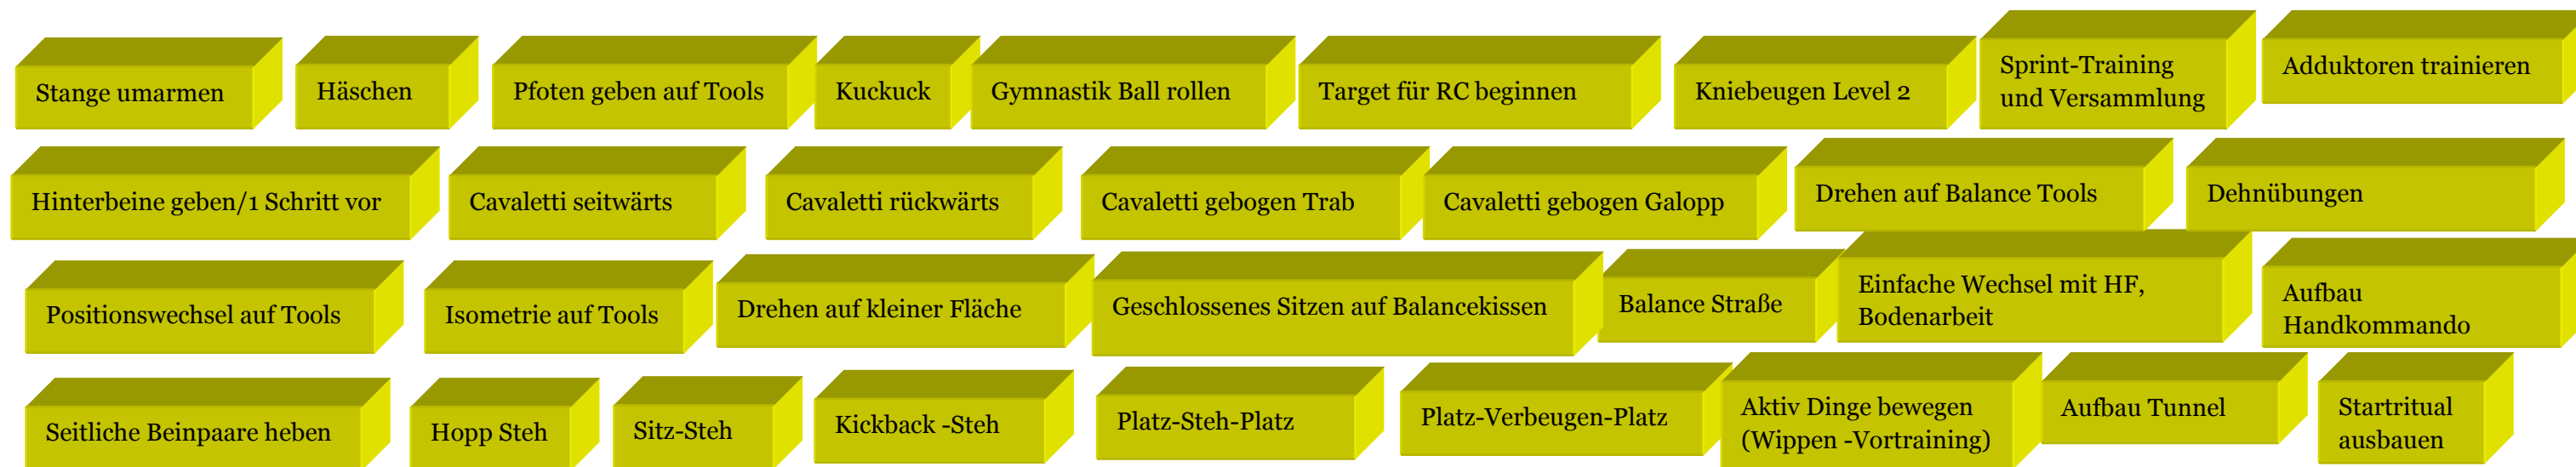 Stange umarmen
Häschen
Pfoten geben auf Tools
Kuckuck
Gymnastik Ball rollen
Target für RC beginnen
Kniebeugen Level 2
Sprint-Training
und Versammlung
Adduktoren trainieren
Hinterbeine geben/1 Schritt vor
Cavaletti seitwärts
Cavaletti rückwärts
Cavaletti gebogen Trab
Cavaletti gebogen Galopp
Drehen auf Balance Tools
Dehnübungen
Positionswechsel auf Tools
Isometrie auf Tools
Drehen auf kleiner Fläche
Geschlossenes Sitzen auf Balancekissen
Balance Straße
Einfache Wechsel mit HF,
Bodenarbeit
Aufbau
Handkommando
Seitliche Beinpaare heben
Hopp Steh
Sitz-Steh
Kickback -Steh
Platz-Steh-Platz
Platz-Verbeugen-Platz
Aktiv Dinge bewegen
(Wippen -Vortraining)
Aufbau Tunnel
Startritual
ausbauen